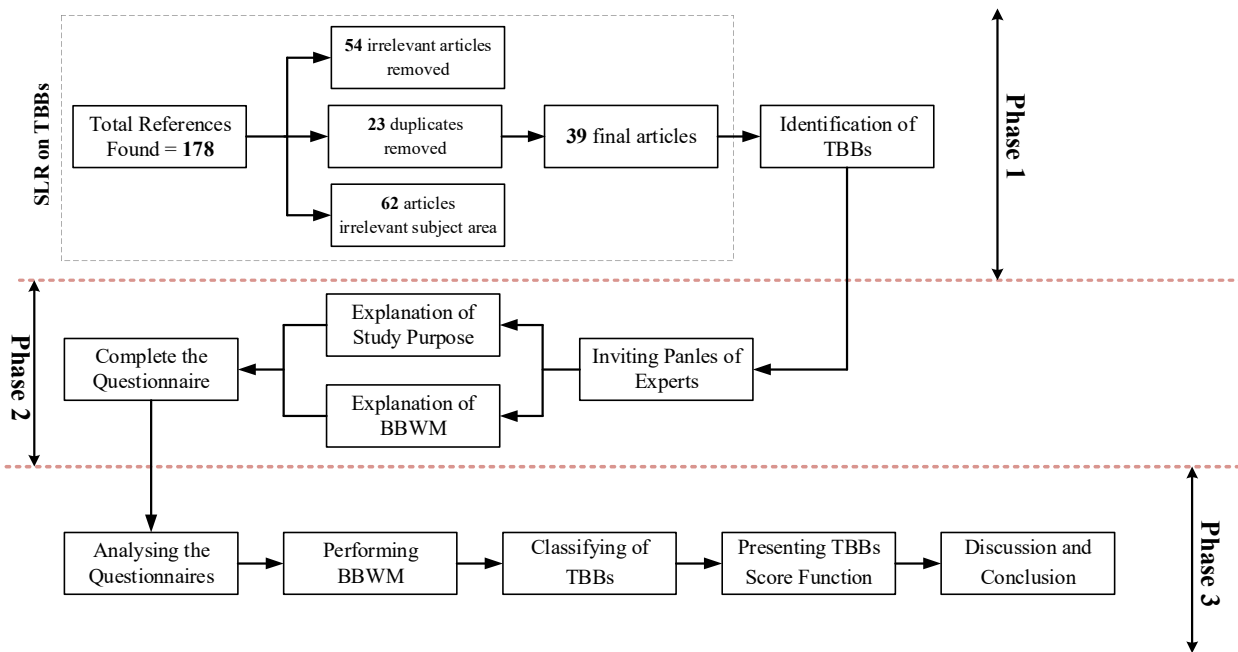 SLR on TBBs
Total References
Found = 178
54 irrelevant articles
removed
23 duplicates
removed
62 articles
irrelevant subject area
39 final articles
Identification of
TBBs
Phase 1
Phase 2
Inviting Panles of
Experts
Explanation of
Study Purpose
Explanation of
BBWM
Complete the
Questionnaire
Analysing the
Questionnaires
Performing
BBWM
Classifying of
TBBs
Presenting TBBs
Score Function
Discussion and
Conclusion
Phase 3